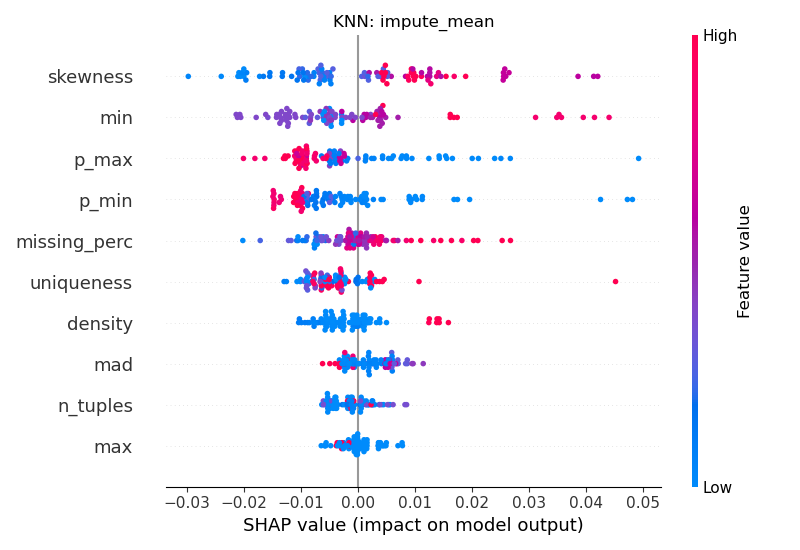 KNN: impute_mean
High
skewness
min
p_max
p_min
missing_perc
uniqueness
density
mad
n_tuples
max
Feature value
Low
−0.03 −0.02 −0.01 0.00 0.01 0.02 0.03 0.04 0.05
SHAP value (impact on model output)